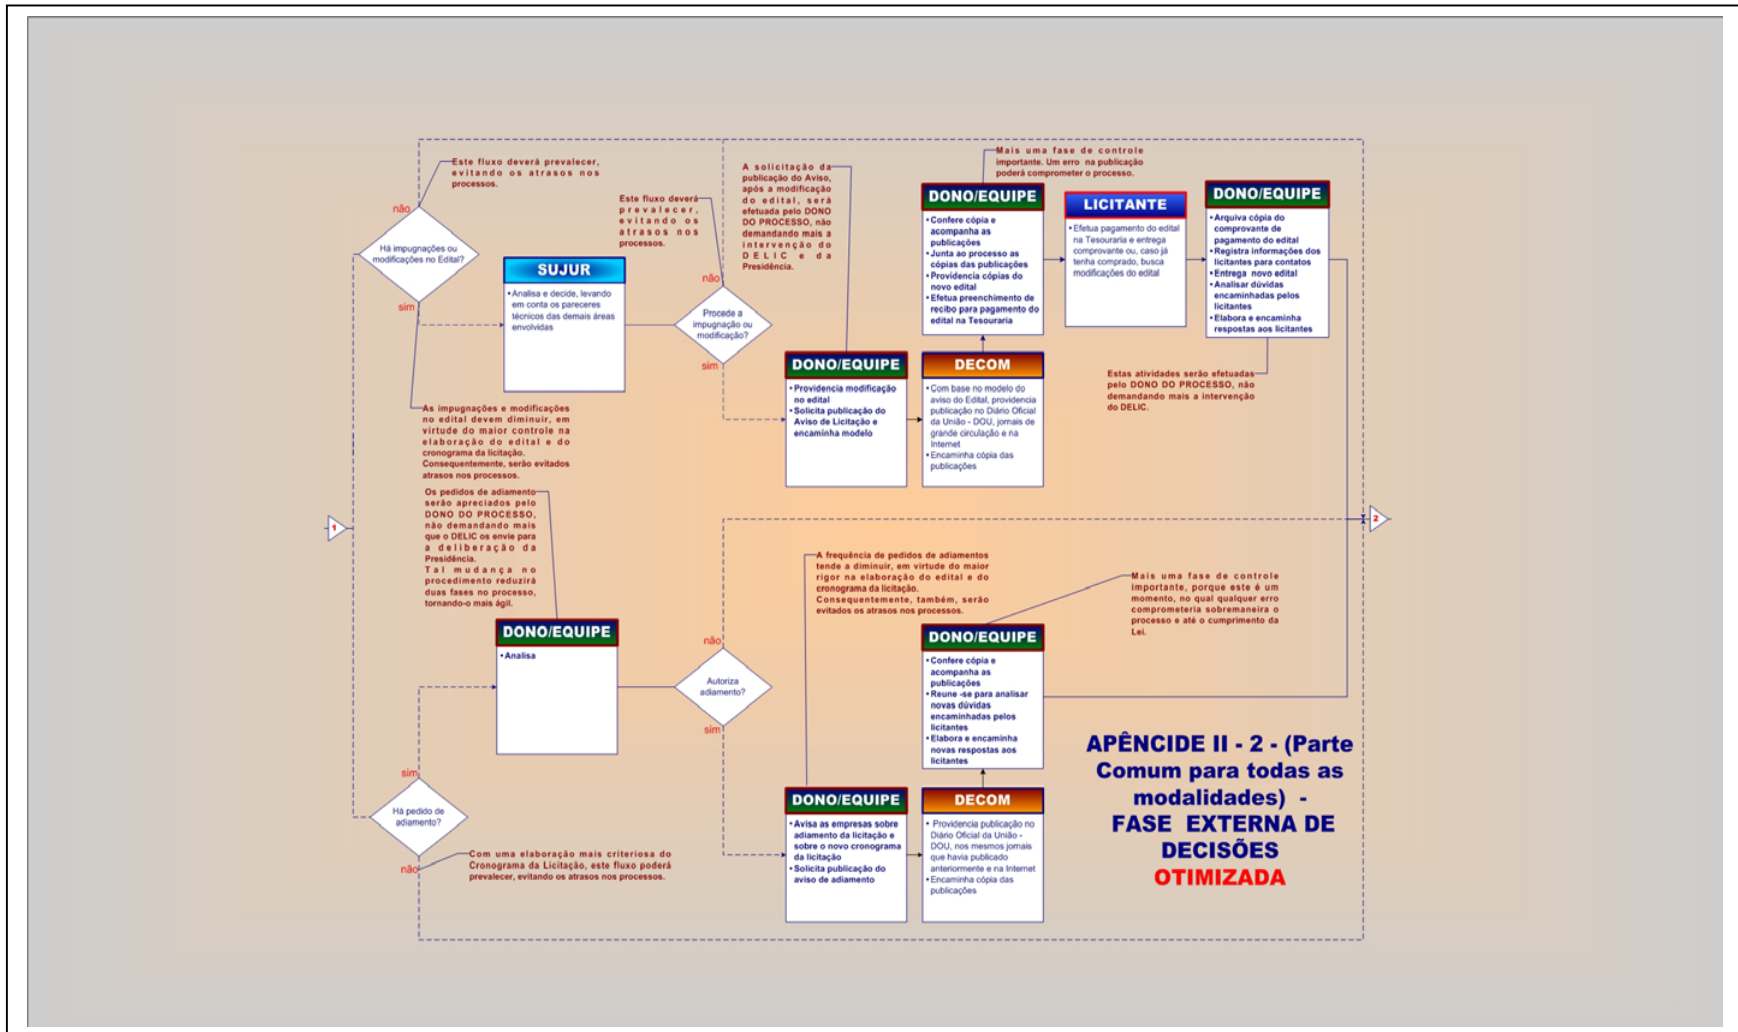 Este fluxo deverá prevalecer,
evitando os atrasos nos
processos.
não
Há impugnações ou
modificações no Edital?
sim
SUJUR
• Analisa e decide, levando
em conta os pareceres
técnicos das demais áreas
envolvidas
Este fluxo deverá
prevalecer,
evitando os
atrasos nos
processos.
não
Procede a
impugnação ou
modificação?
sim
A solicitação da
publicação do Aviso,
após a modificação
do edital, será
efetuada pelo DONO
DO PROCESSO, não
demandando mais a
intervenção do
DELIC e da
Presidência.
DONO/EQUIPE
• Providencia modificação
no edital
• Solicita publicação do
Aviso de Licitação e
encaminha modelo
DECOM
• Com base no modelo do
aviso do Edital, providencia
publicação no Diário Oficial
da União - DOU, jornais de
grande circulação e na
Internet
• Encaminha cópia das
publicações
Mais uma fase de controle
importante. Um erro na publicação
poderá comprometer o processo.
DONO/EQUIPE
• Confere cópia e
acompanha as
publicações
• Junta ao processo as
cópias das publicações
• Providencia cópias do
novo edital
• Efetua preenchimento de
recibo para pagamento do
edital na Tesouraria
LICITANTE
• Efetua pagamento do edital
na Tesouraria e entrega
comprovante ou, caso já
tenha comprado, busca
modificações do edital
DONO/EQUIPE
• Arquiva cópia do
comprovante de
pagamento do edital
• Registra informações dos
licitantes para contatos
• Entrega novo edital
• Analisar dúvidas
encaminhadas pelos
licitantes
• Elabora e encaminha
respostas aos licitantes
Estas atividades serão efetuadas
pelo DONO DO PROCESSO, não
demandando mais a intervenção
do DELIC.
As impugnações e modificações
no edital devem diminuir, em
virtude do maior controle na
elaboração do edital e do
cronograma da licitação.
Consequentemente, serão evitados
atrasos nos processos.
1
2
Os pedidos de adiamento
serão apreciados pelo
DONO DO PROCESSO,
não demandando mais
que o DELIC os envie para
a deliberação da
Presidência.
Tal mudança no
procedimento reduzirá
duas fases no processo,
tornando-o mais ágil.
DONO/EQUIPE
• Analisa
não
Autoriza
adiamento?
sim
sim
Há pedido de
adiamento?
não
Com uma elaboração mais criteriosa do
Cronograma da Licitação, este fluxo poderá
prevalecer, evitando os atrasos nos processos.
A frequência de pedidos de adiamentos
tende a diminuir, em virtude do maior
rigor na elaboração do edital e do
cronograma da licitação.
Consequentemente, também, serão
evitados os atrasos nos processos.
DONO/EQUIPE
• Avisa as empresas sobre
adiamento da licitação e
sobre o novo cronograma
da licitação
• Solicita publicação do
aviso de adiamento
DECOM
• Providencia publicação no
Diário Oficial da União -
DOU, nos mesmos jornais
que havia publicado
anteriormente e na Internet
• Encaminha cópia das
publicações
DONO/EQUIPE
• Confere cópia e
acompanha as
publicações
• Reune -se para analisar
novas dúvidas
encaminhadas pelos
licitantes
• Elabora e encaminha
novas respostas aos
licitantes
Mais uma fase de controle
importante, porque este é um
momento, no qual qualquer erro
comprometeria sobremaneira o
processo e até o cumprimento da
Lei.
APÊNCIDE II - 2 - (Parte
Comum para todas as
modalidades) -
FASE EXTERNA DE
DECISÕES
OTIMIZADA